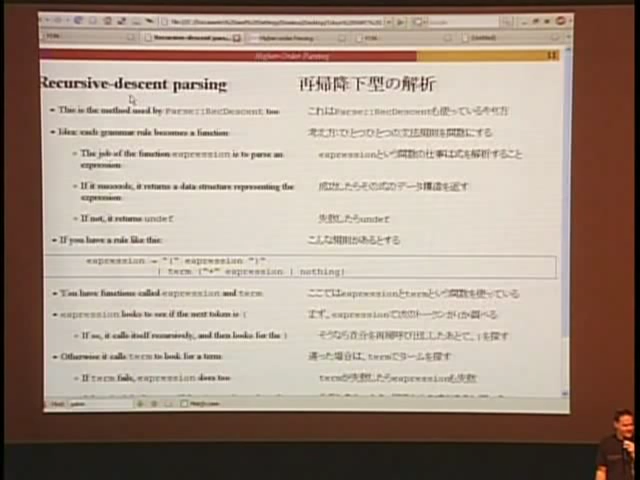 Higher-Order Parsing 11
Recursive-descent parsing 再帰降下型の解析
This is the method used by Parse::RecDescent too これはParse::RecDescentも使っているやり方
Idea: each grammar rule becomes a function 考え方:ひとつひとつの文法規則を関数にする
The job of the function expression is to parse an expression expressionという関数の仕事は式を解析すること
If it succeeds, it returns a data structure representing the expression 成功したらその式のデータ構造を返す
If not, it returns undef 失敗したらundef
If you have a rule like this: こんな規則があるとする
expression → "(" expression ")"
| term ("+" expression | nothing)
You have functions called expression and term ここではexpressionとtermという関数を使っている
expression looks to see if the next token is ( まず、expressionで次のトークンが(か調べる
If so, it calls itself recursively, and then looks for the ) そうなら自分を再帰呼び出ししたあとで、)を探す
Otherwise it calls term to look for a term 違った場合は、termでタームを探す
If term fails, expression does too termが失敗したらexpressionも失敗